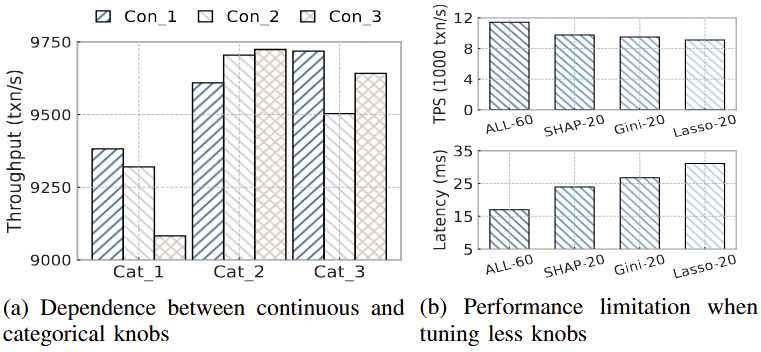 Con_1 Con_2 Con_3
Throughput (txn/s)
9750
9500
9250
9000
Cat_1 Cat_2 Cat_3
(a) Dependence between continuous and
categorical knobs
TPS (1000 txn/s)
12
8
4
0
ALL-60 SHAP-20 Gini-20 Lasso-20
Latency (ms)
35
25
15
5
ALL-60 SHAP-20 Gini-20 Lasso-20
(b) Performance limitation when
tuning less knobs